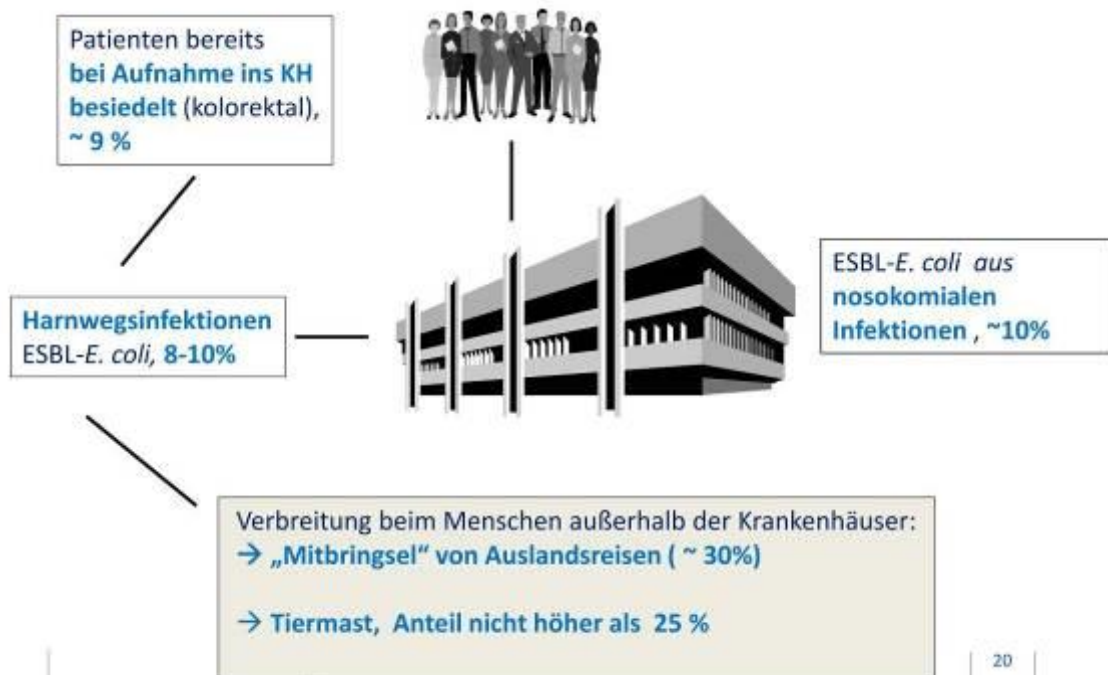 Patienten bereits
bei Aufnahme ins KH
besiedelt (kolorektal),
~ 9 %
Harnwegsinfektionen
ESBL-E. coli, 8-10%
ESBL-E. coli aus
nosokomialen
Infektionen , ~10%
Verbreitung beim Menschen außerhalb der Krankenhäuser:
→ „Mitbringsel“ von Auslandsreisen ( ~ 30%)
→ Tiermast, Anteil nicht höher als 25 %
20